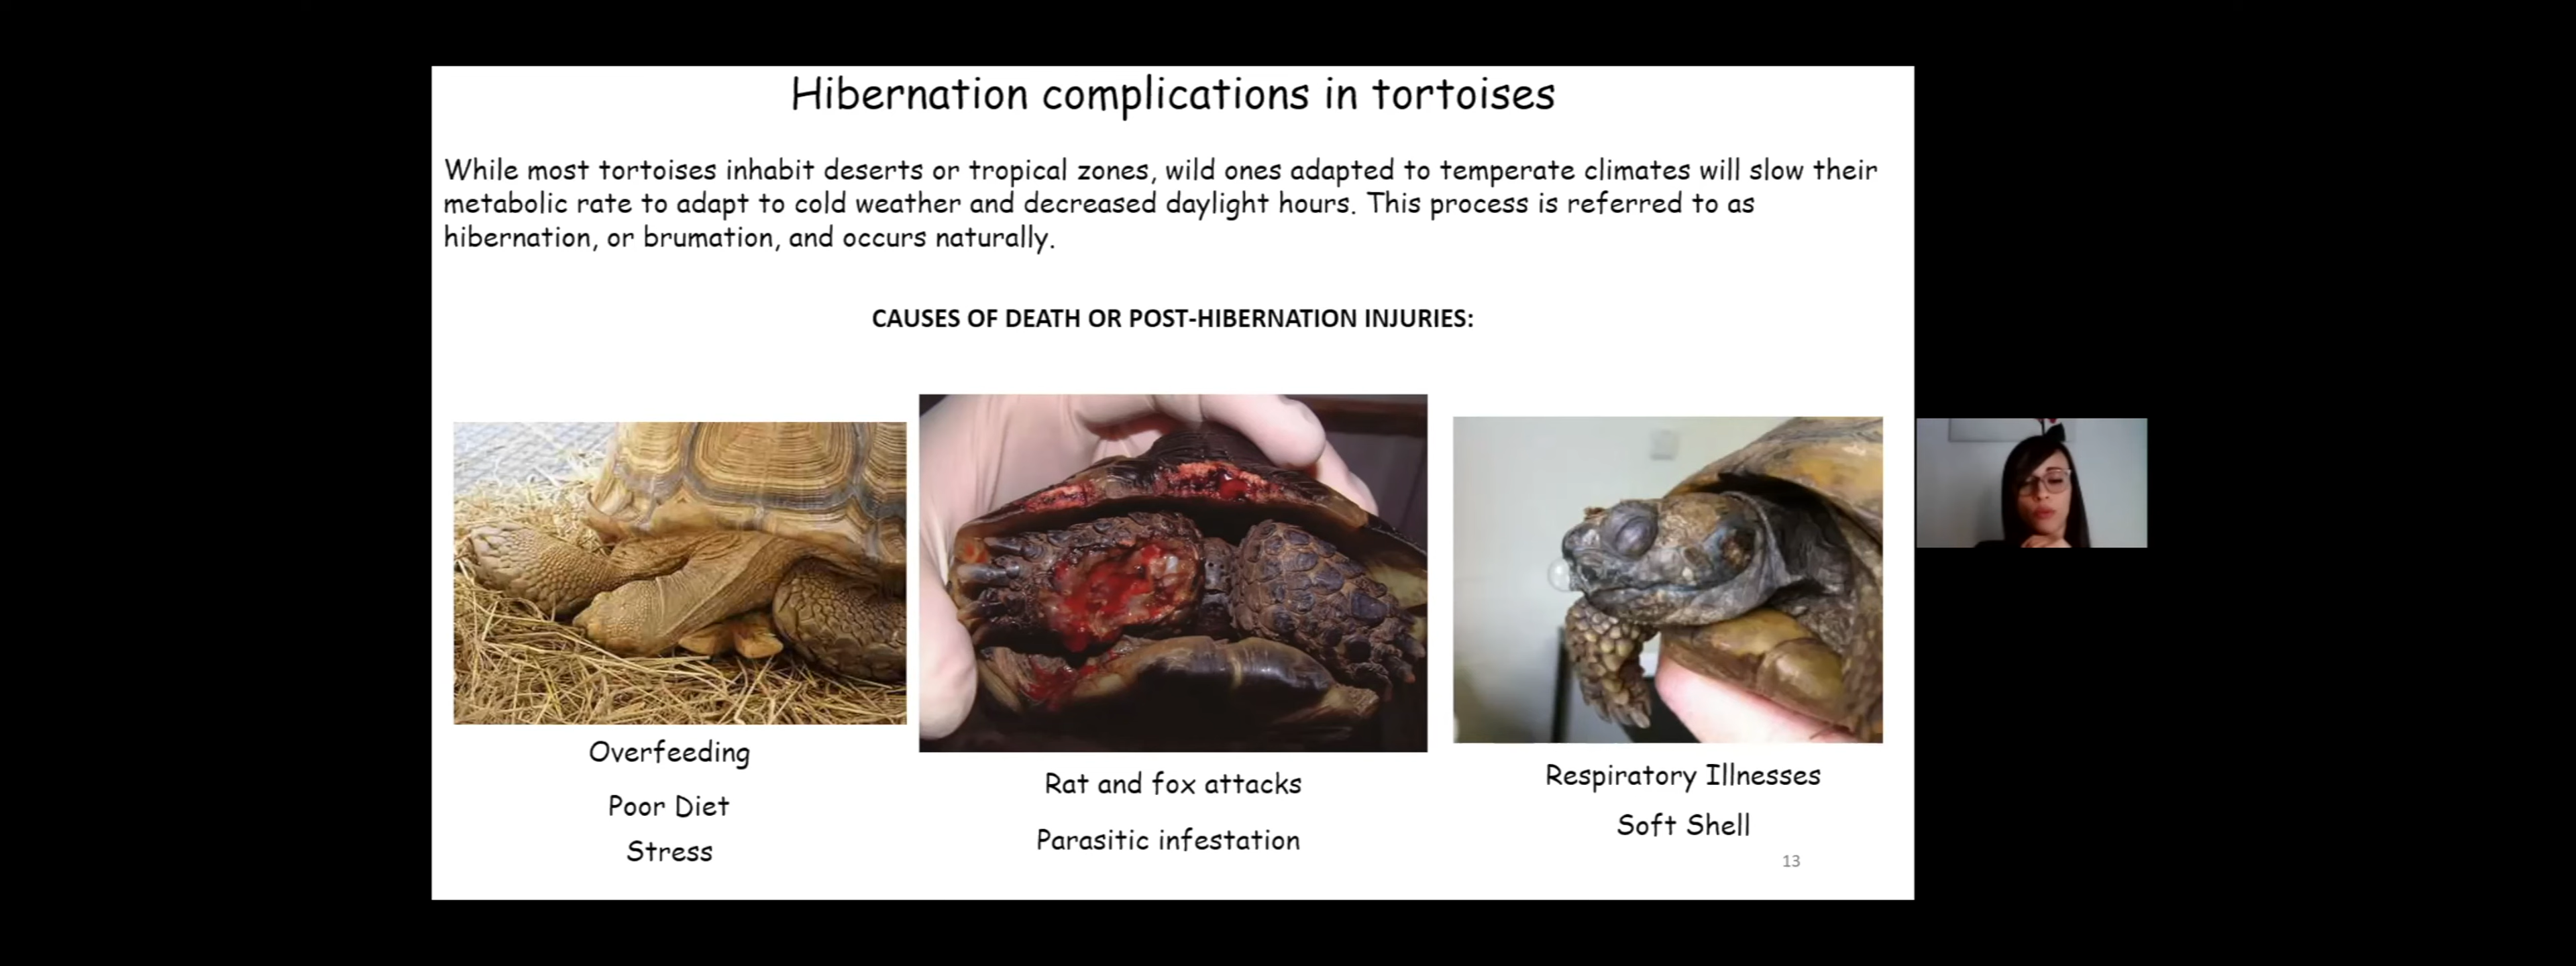 Hibernation complications in tortoises
While most tortoises inhabit deserts or tropical zones, wild ones adapted to temperate climates will slow their
metabolic rate to adapt to cold weather and decreased daylight hours. This process is referred to as
hibernation, or brumation, and occurs naturally.
CAUSES OF DEATH OR POST-HIBERNATION INJURIES:
Overfeeding
Poor Diet
Stress
Rat and fox attacks
Parasitic infestation
Respiratory Illnesses
Soft Shell
13